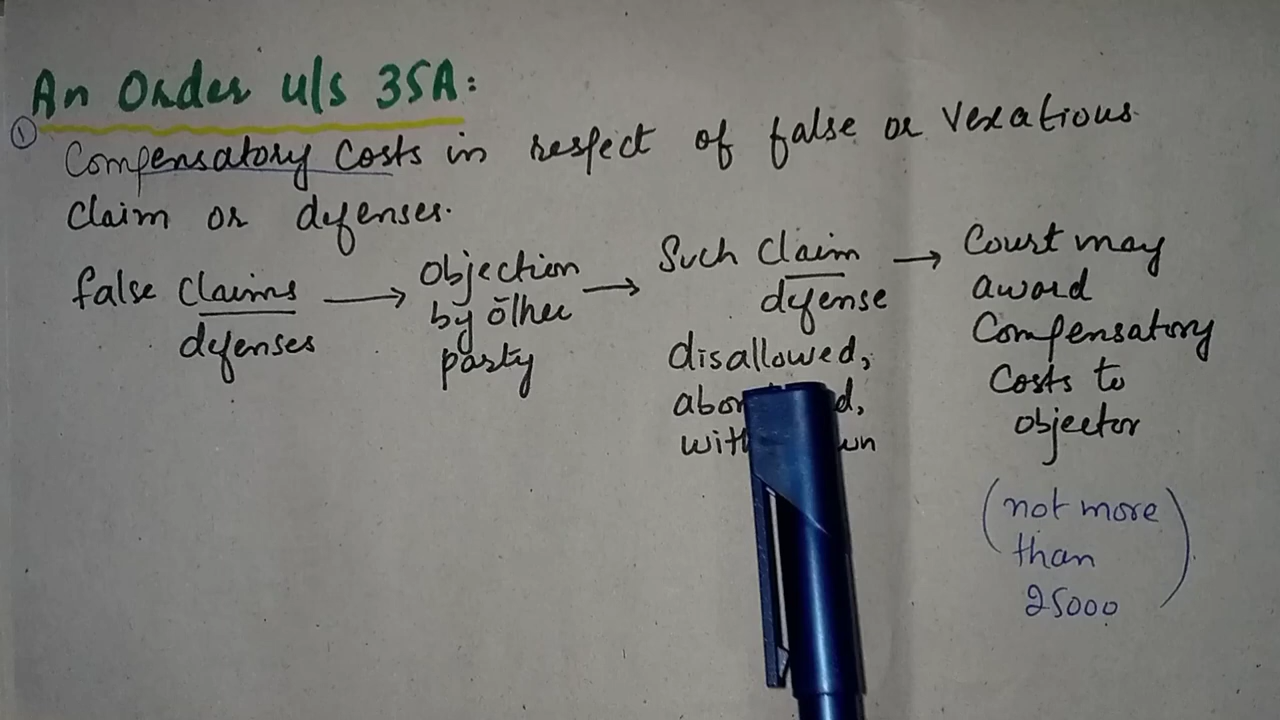 An Order u/s 35A:
① Compensatory Costs in respect of false or vexatious
claim or defenses.
false claims
defenses
→
objection
by other
party
→
Such Claim
defense
disallowed,
→
Court may
award
Compensatory
Costs to
objector
(not more
than
25000)